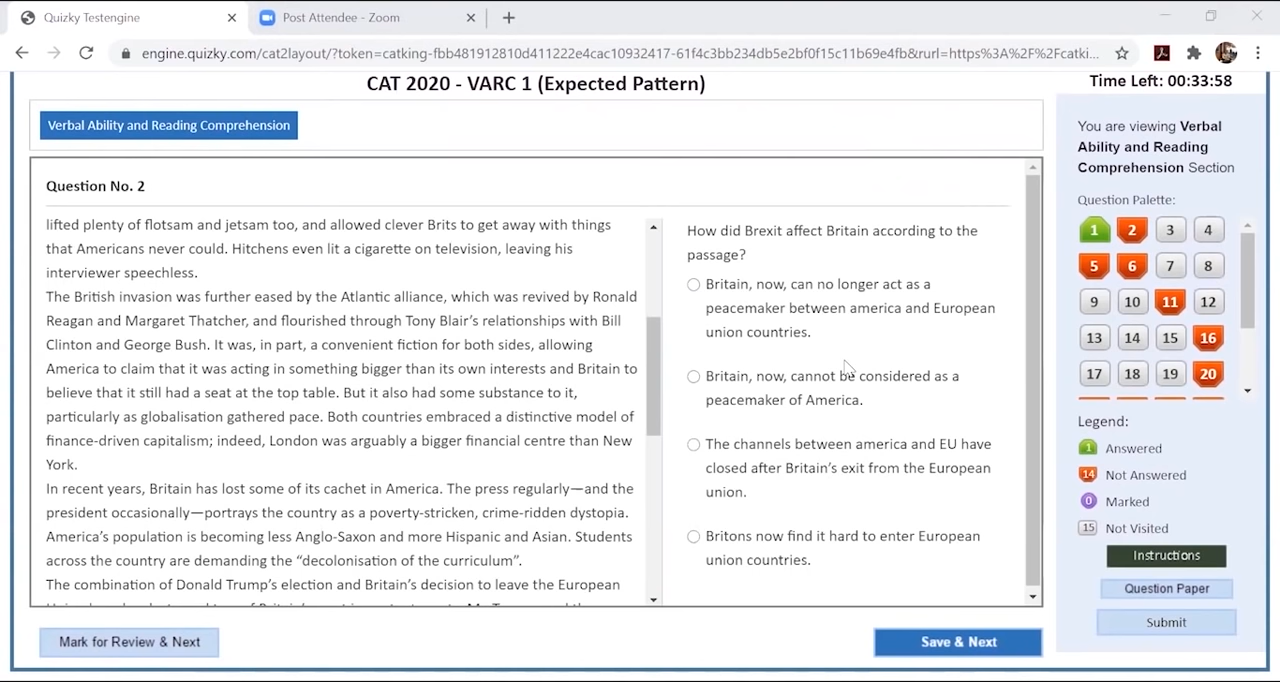 Quizky Testengine
Post Attendee - Zoom
engine.quizky.com/cat2layout/?token=catking-fbb481912810d411222e4cac10932417-61f4c3bb234db5e2bf0f15c11b69e4fb&rurl=https%3A%2F%2Fcatki...
CAT 2020 - VARC 1 (Expected Pattern)
Time Left: 00:33:58
Verbal Ability and Reading Comprehension
Question No. 2
lifted plenty of flotsam and jetsam too, and allowed clever Brits to get away with things
that Americans never could. Hitchens even lit a cigarette on television, leaving his
interviewer speechless.
The British invasion was further eased by the Atlantic alliance, which was revived by Ronald
Reagan and Margaret Thatcher, and flourished through Tony Blair's relationships with Bill
Clinton and George Bush. It was, in part, a convenient fiction for both sides, allowing
America to claim that it was acting in something bigger than its own interests and Britain to
believe that it still had a seat at the top table. But it also had some substance to it,
particularly as globalisation gathered pace. Both countries embraced a distinctive model of
finance-driven capitalism; indeed, London was arguably a bigger financial centre than New
York.
In recent years, Britain has lost some of its cachet in America. The press regularly—and the
president occasionally—portrays the country as a poverty-stricken, crime-ridden dystopia.
America's population is becoming less Anglo-Saxon and more Hispanic and Asian. Students
across the country are demanding the “decolonisation of the curriculum”.
The combination of Donald Trump's election and Britain's decision to leave the European
How did Brexit affect Britain according to the
passage?
Britain, now, can no longer act as a
peacemaker between america and European
union countries.
Britain, now, cannot be considered as a
peacemaker of America.
The channels between america and EU have
closed after Britain's exit from the European
union.
Britons now find it hard to enter European
union countries.
Mark for Review & Next
Save & Next
You are viewing Verbal
Ability and Reading
Comprehension Section
Question Palette:
1 2 3 4
5 6 7 8
9 10 11 12
13 14 15 16
17 18 19 20
Legend:
1 Answered
14 Not Answered
0 Marked
15 Not Visited
Instructions
Question Paper
Submit